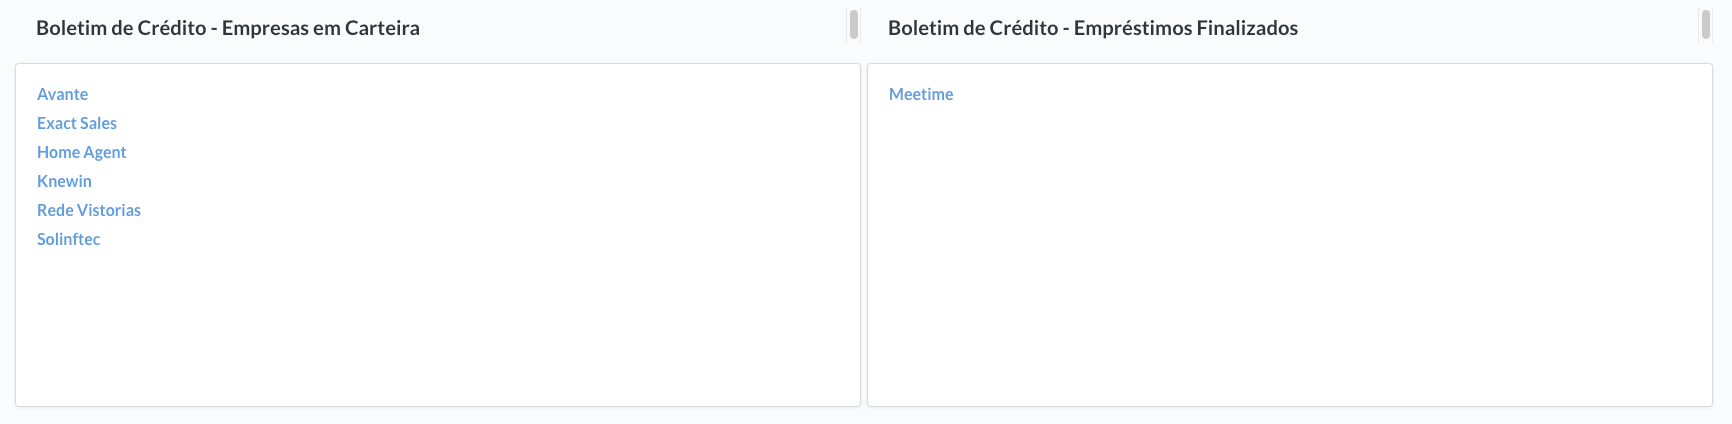 Boletim de Crédito - Empresas em Carteira
Avante
Exact Sales
Home Agent
Knewin
Rede Vistorias
Solinftec
Boletim de Crédito - Empréstimos Finalizados
Meetime